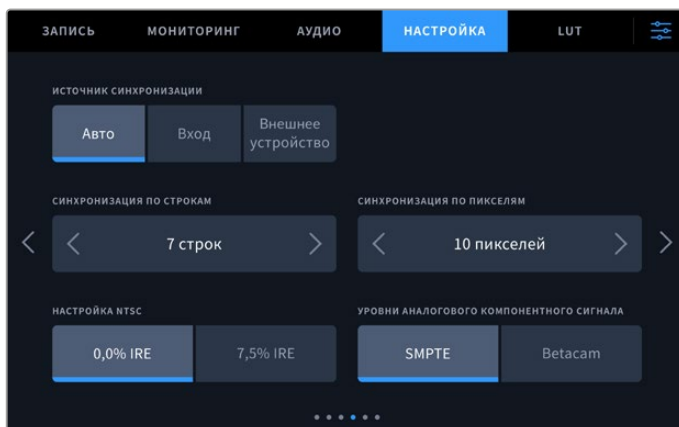 ЗАПИСЬ МОНИТОРИНГ АУДИО НАСТРОЙКА LUT
ИСТОЧНИК СИНХРОНИЗАЦИИ
Авто Вход Внешнее
устройство
СИНХРОНИЗАЦИЯ ПО СТРОКАМ СИНХРОНИЗАЦИЯ ПО ПИКСЕЛЯМ
7 строк 10 пикселей
НАСТРОЙКА NTSC УРОВНИ АНАЛОГОВОГО КОМПОНЕНТНОГО СИГНАЛА
0,0% IRE 7,5% IRE SMPTE Betacam